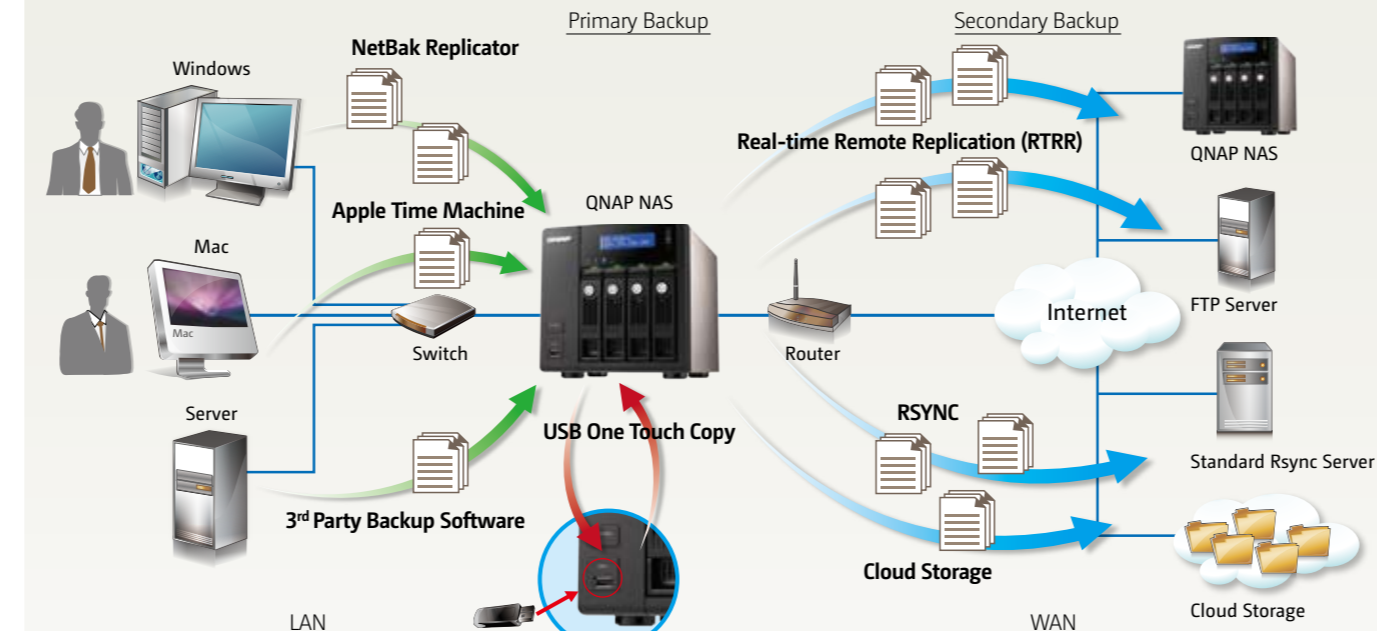 Primary Backup
Secondary Backup
NetBak Replicator
Windows
Real-time Remote Replication (RTRR)
QNAP NAS
Apple Time Machine
QNAP NAS
Mac
Mac
Switch
Router
Internet
FTP Server
Server
USB One Touch Copy
RSYNC
Standard Rsync Server
3rd Party Backup Software
Cloud Storage
Cloud Storage
LAN
WAN